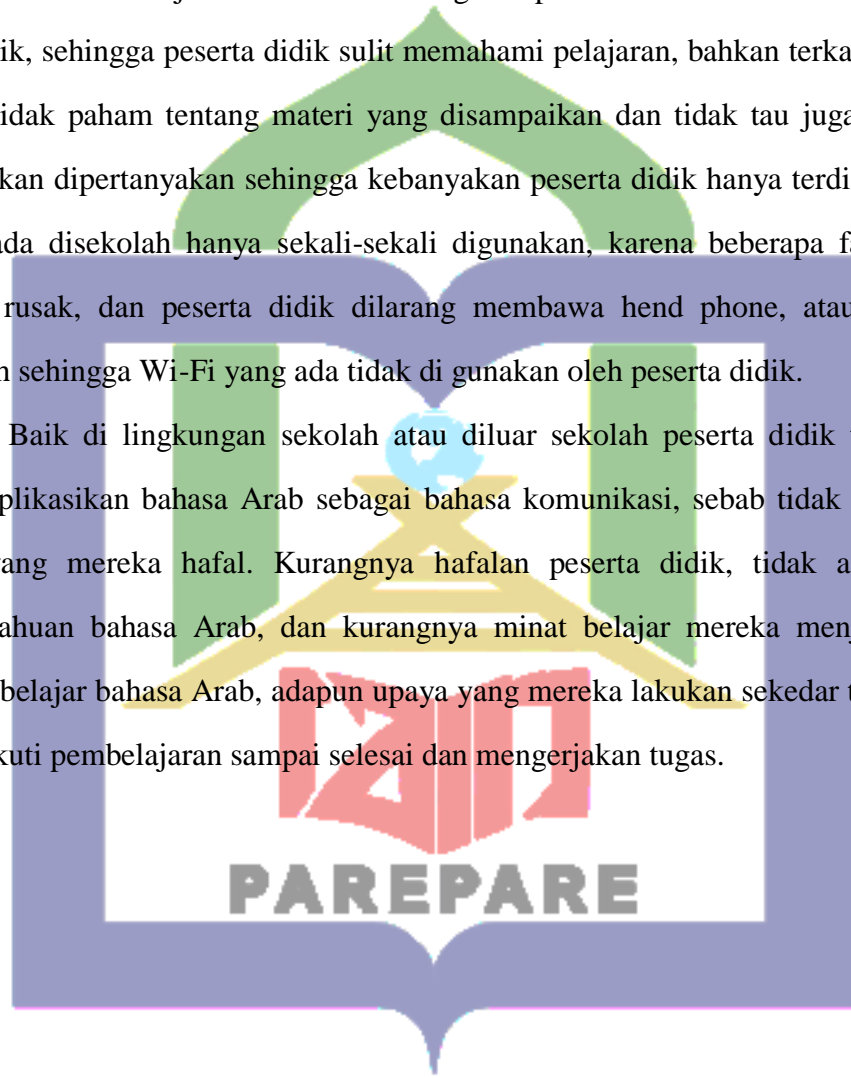 ik, sehingga peserta didik sulit memahami pelajaran, bahkan terka
idak paham tentang materi yang disampaikan dan tidak tau juga
kan dipertanyakan sehingga kebanyakan peserta didik hanya terdi
ada disekolah hanya sekali-sekali digunakan, karena beberapa fa
rusak, dan peserta didik dilarang membawa hend phone, atau
n sehingga Wi-Fi yang ada tidak di gunakan oleh peserta didik.
Baik di lingkungan sekolah atau diluar sekolah peserta didik
plikasikan bahasa Arab sebagai bahasa komunikasi, sebab tidak
yang mereka hafal. Kurangnya hafalan peserta didik, tidak a
ahuan bahasa Arab, dan kurangnya minat belajar mereka menj
belajar bahasa Arab, adapun upaya yang mereka lakukan sekedar t
kuti pembelajaran sampai selesai dan mengerjakan tugas.
PAREPARE